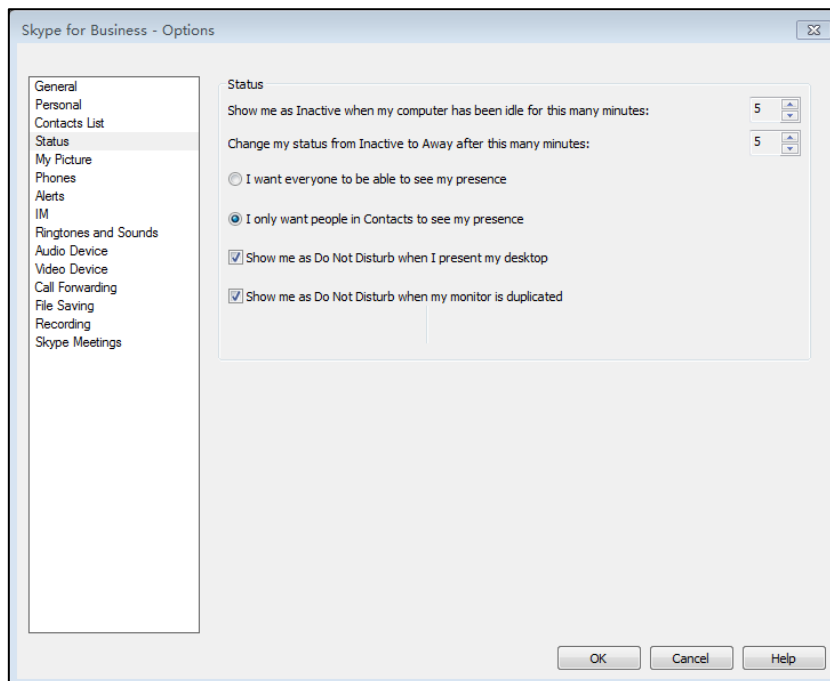 Skype for Business - Options
General
Personal
Contacts List
Status
My Picture
Phones
Alerts
IM
Ringtones and Sounds
Audio Device
Video Device
Call Forwarding
File Saving
Recording
Skype Meetings
Status
Show me as Inactive when my computer has been idle for this many minutes: 5
Change my status from Inactive to Away after this many minutes: 5
I want everyone to be able to see my presence
I only want people in Contacts to see my presence
Show me as Do Not Disturb when I present my desktop
Show me as Do Not Disturb when my monitor is duplicated
OK Cancel Help